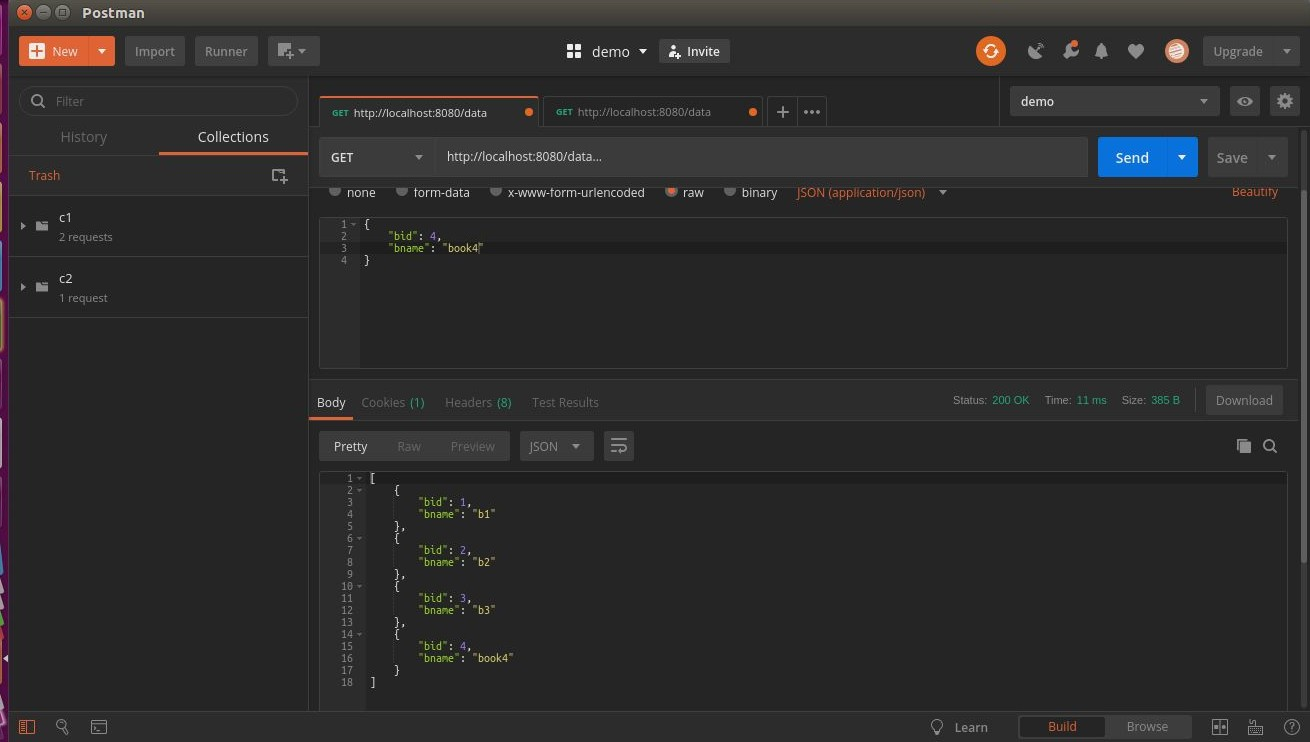 Postman
New Import Runner demo Invite Upgrade
Filter
History Collections
Trash
c1
2 requests
c2
1 request
GET http://localhost:8080/data GET http://localhost:8080/data + ••• demo
GET http://localhost:8080/data... Send Save
none form-data x-www-form-urlencoded raw binary JSON (application/json) Beautify
1 {
2 "bid": 4,
3 "bname": "book4"
4 }
Body Cookies (1) Headers (8) Test Results Status: 200 OK Time: 11 ms Size: 385 B Download
Pretty Raw Preview JSON
1 [
2 {
3 "bid": 1,
4 "bname": "b1"
5 },
6 {
7 "bid": 2,
8 "bname": "b2"
9 },
10 {
11 "bid": 3,
12 "bname": "b3"
13 },
14 {
15 "bid": 4,
16 "bname": "book4"
17 }
18 ]
Learn Build Browse ?